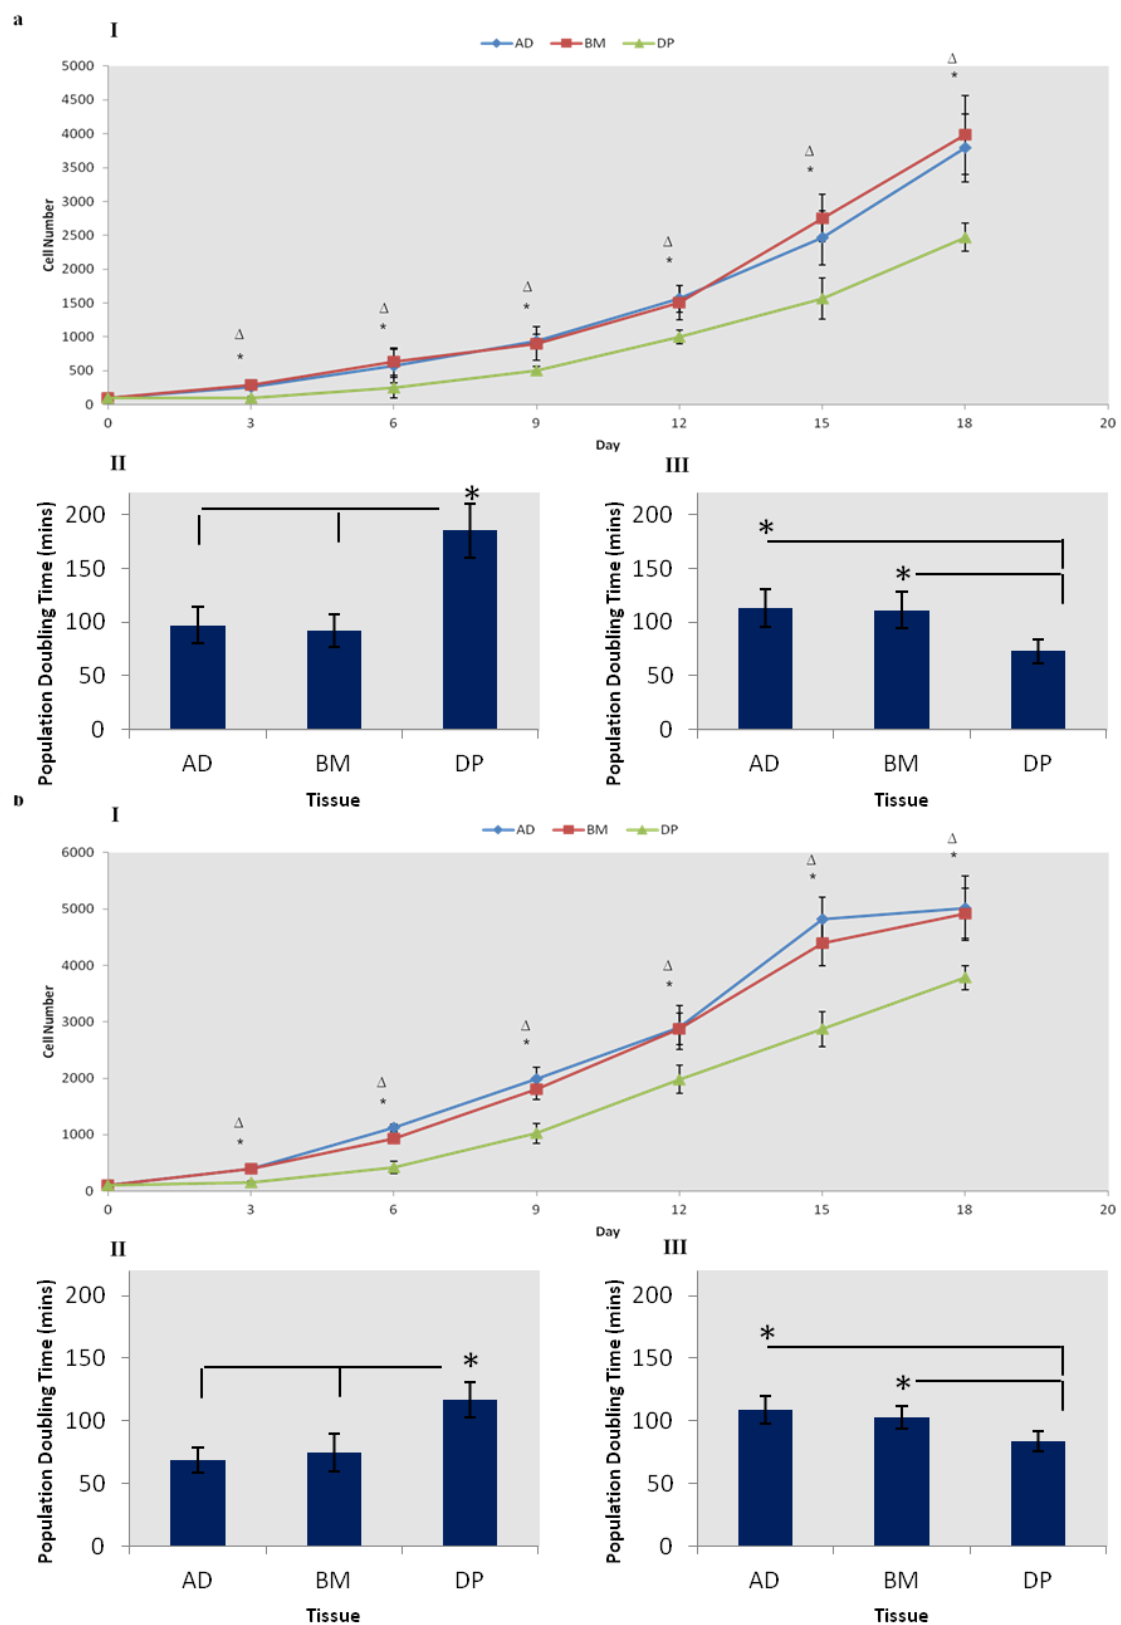 a
I
AD BM DP
5000
4500
4000
3500
3000
2500
2000
1500
1000
500
0
Cell Number
Δ
*
Δ
*
Δ
*
Δ
*
Δ
*
Δ
*
0 3 6 9 12 15 18 20
Day
II
Population Doubling Time (mins)
200
150
100
50
0
*
AD BM DP
Tissue
III
Population Doubling Time (mins)
200
150
100
50
0
*
*
AD BM DP
Tissue
b
I
AD BM DP
6000
5000
4000
3000
2000
1000
0
Cell Number
Δ
*
Δ
*
Δ
*
Δ
*
Δ
*
Δ
*
0 3 6 9 12 15 18 20
Day
II
Population Doubling Time (mins)
200
150
100
50
0
*
AD BM DP
Tissue
III
Population Doubling Time (mins)
200
150
100
50
0
*
*
AD BM DP
Tissue